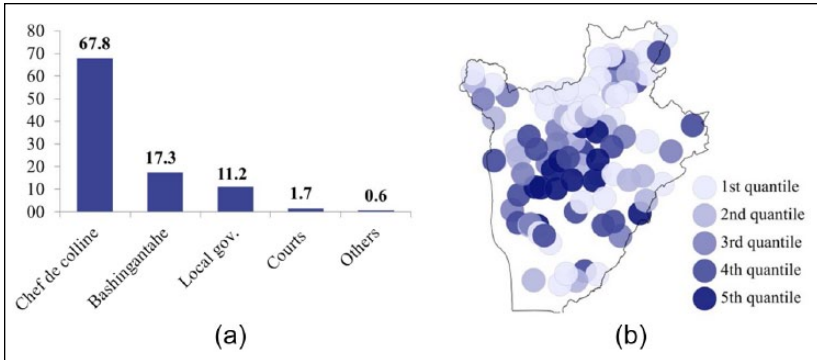 80
70
60
50
40
30
20
10
00
67.8
17.3
11.2
1.7
0.6
Chef de colline
Bashingantahe
Local gov.
Courts
Others
(a)
1st quantile
2nd quantile
3rd quantile
4th quantile
5th quantile
(b)